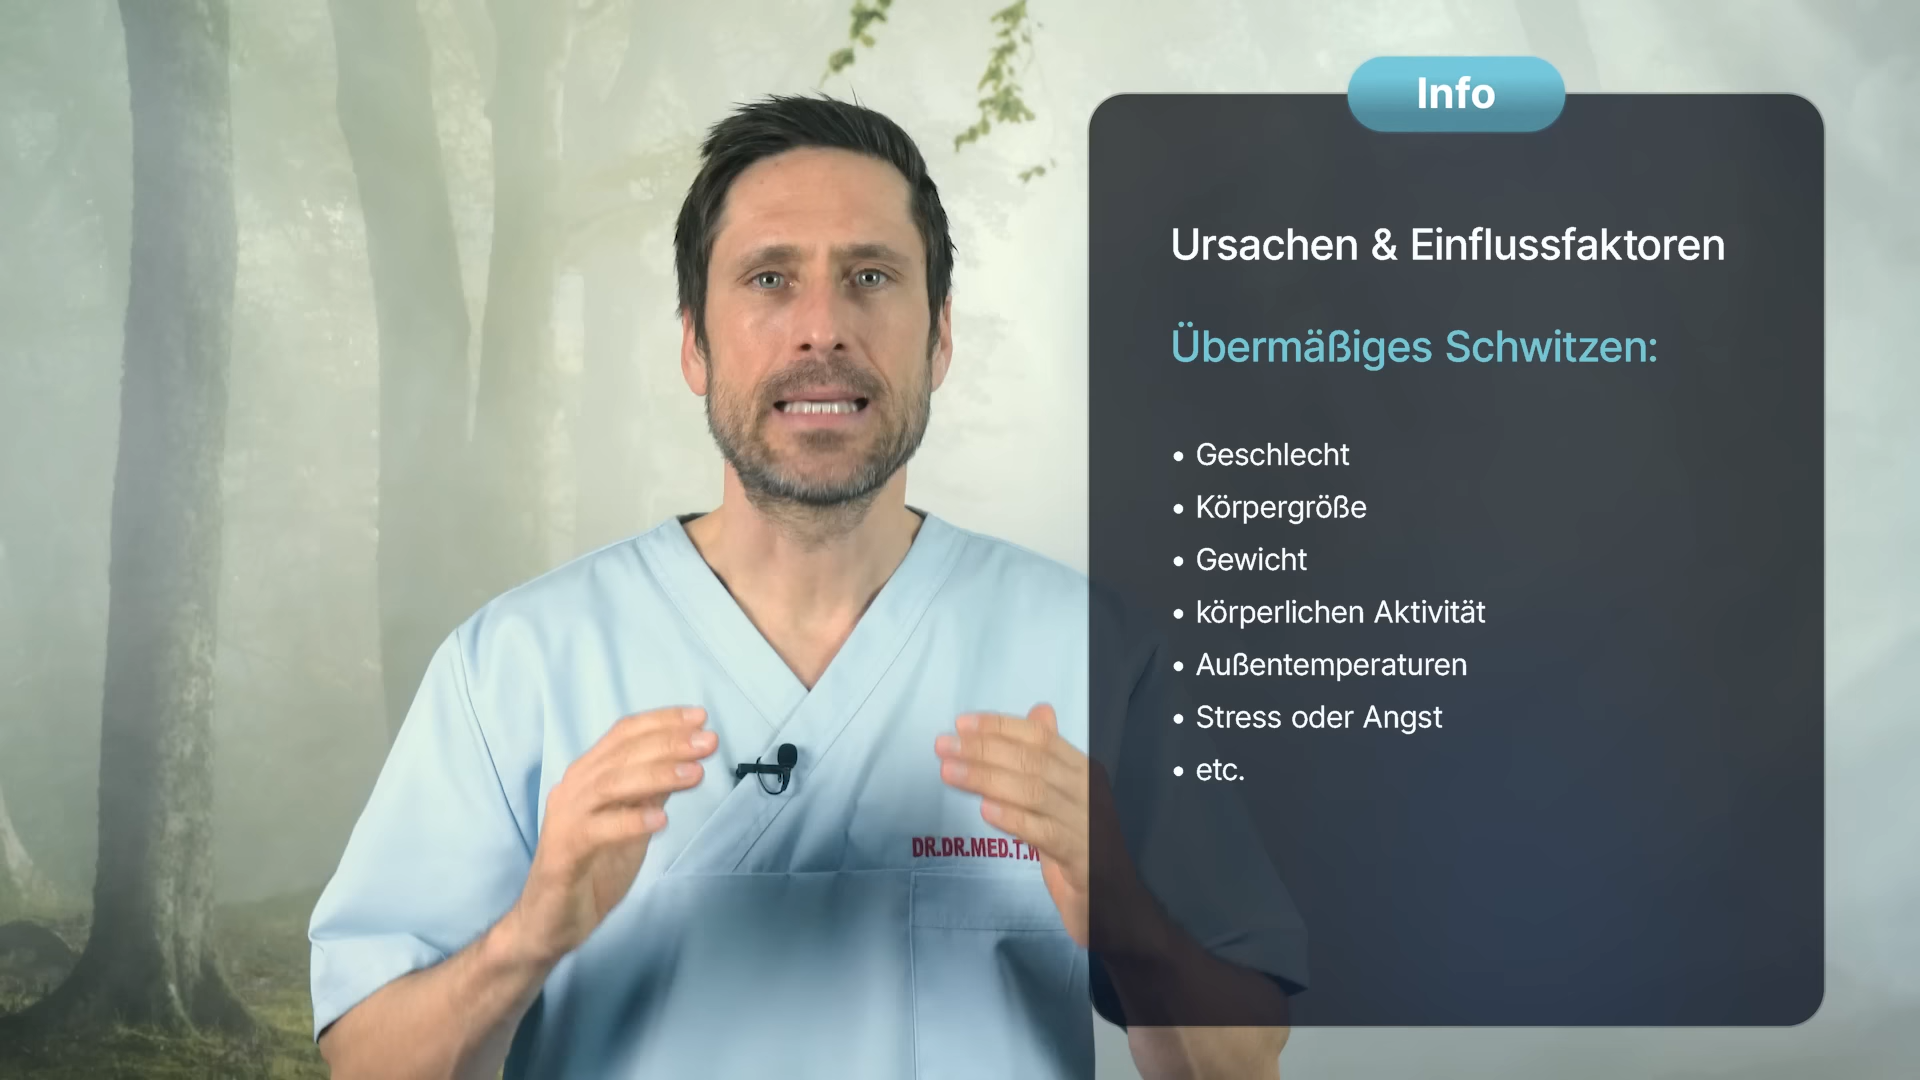 Info
Ursachen & Einflussfaktoren
Übermäßiges Schwitzen:
• Geschlecht
• Körpergröße
• Gewicht
• körperlichen Aktivität
• Außentemperaturen
• Stress oder Angst
• etc.
DR.DR.MED.T.